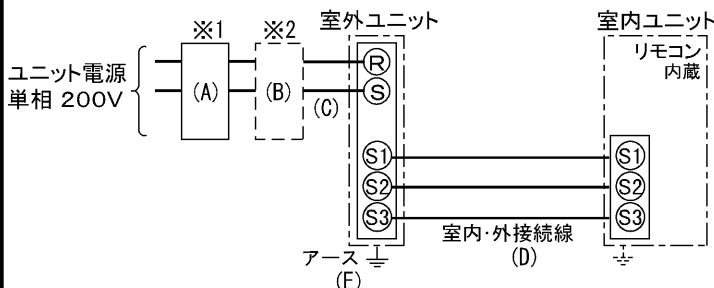 ※1
※2
室外ユニット
室内ユニット
ユニット電源
単相 200V
(A)
(B)
(C)
R
S
リモコン
内蔵
S1
S2
S3
S1
S2
S3
室内・外接続線
(D)
アース
(E)